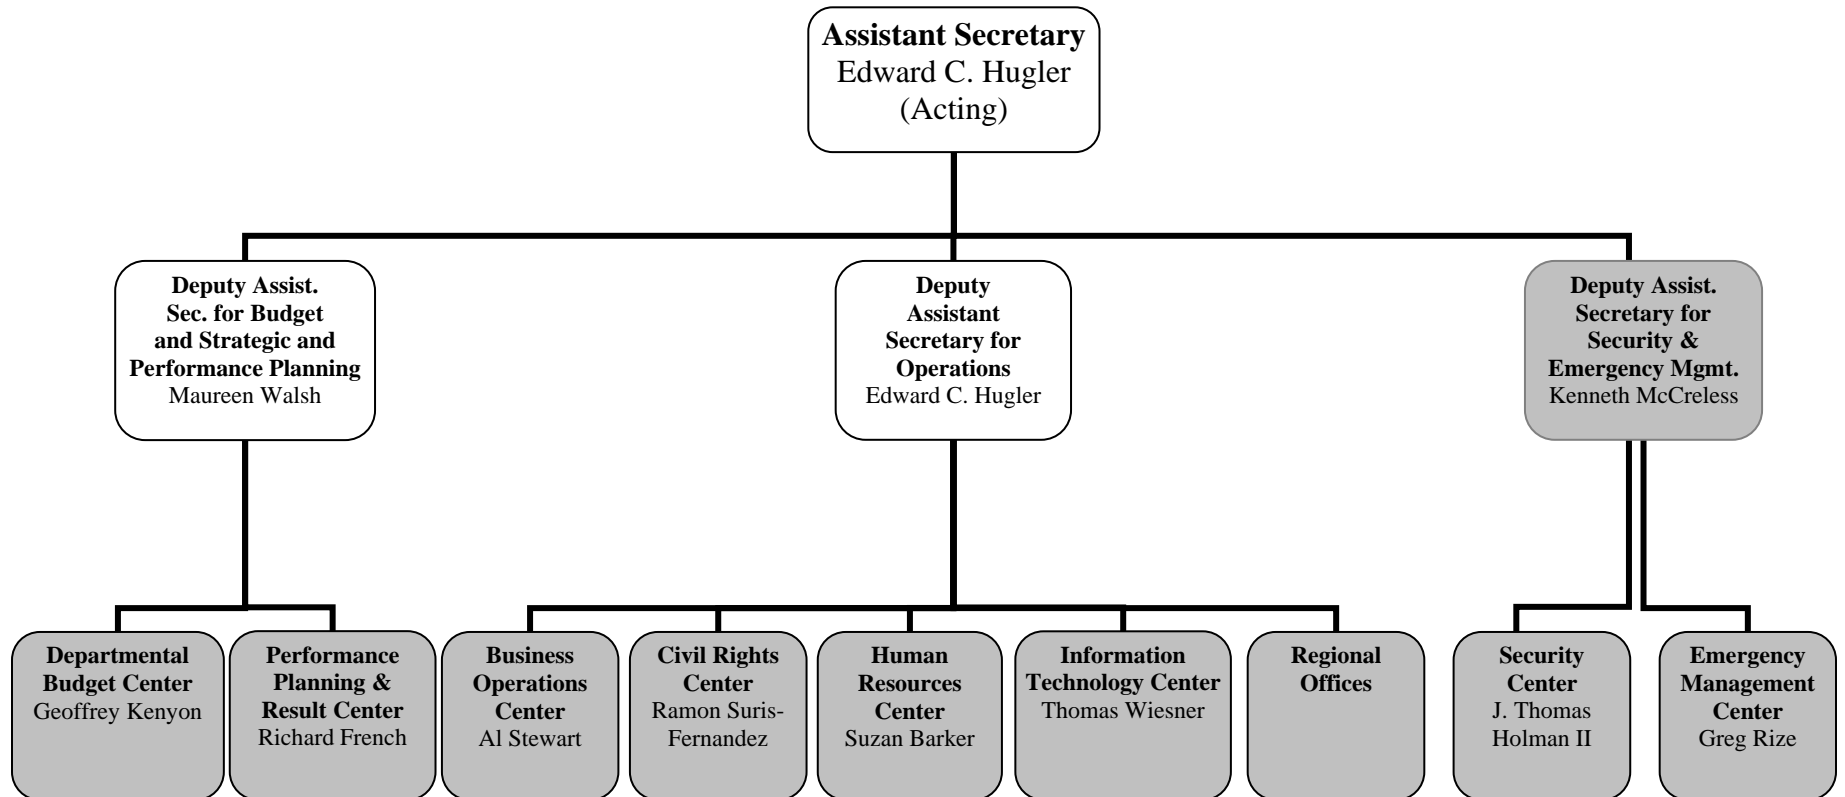 Assistant Secretary
Edward C. Hugler
(Acting)
Deputy Assist.
Sec. for Budget
and Strategic and
Performance Planning
Maureen Walsh
Deputy
Assistant
Secretary for
Operations
Edward C. Hugler
Deputy Assist.
Secretary for
Security &
Emergency Mgmt.
Kenneth McCreless
Departmental
Budget Center
Geoffrey Kenyon
Performance
Planning &
Result Center
Richard French
Business
Operations
Center
Al Stewart
Civil Rights
Center
Ramon Suris-
Fernandez
Human
Resources
Center
Suzan Barker
Information
Technology Center
Thomas Wiesner
Regional
Offices
Security
Center
J. Thomas
Holman II
Emergency
Management
Center
Greg Rize